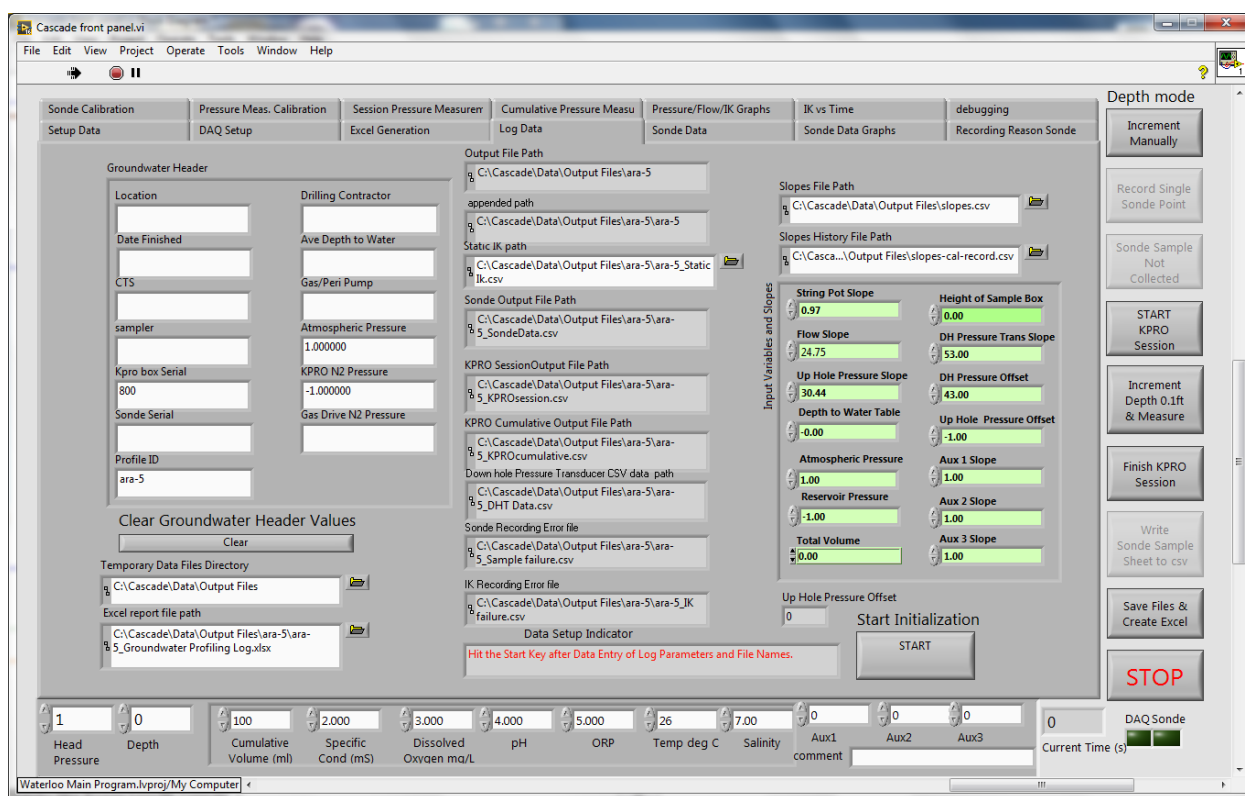 Cascade front panel.vi
File Edit View Project Operate Tools Window Help
1
Sonde Calibration
Pressure Meas. Calibration
Session Pressure Measurem
Cumulative Pressure Measu
Pressure/Flow/IK Graphs
IK vs Time
debugging
Setup Data
DAQ Setup
Excel Generation
Log Data
Sonde Data
Sonde Data Graphs
Recording Reason Sonde
Groundwater Header
Location
Drilling Contractor
Date Finished
Ave Depth to Water
CTS
Gas/Peri Pump
sampler
Atmospheric Pressure
1.000000
Kpro box Serial
KPRO N2 Pressure
800
-1.000000
Sonde Serial
Gas Drive N2 Pressure
Profile ID
ara-5
Clear Groundwater Header Values
Clear
Temporary Data Files Directory
C:\Cascade\Data\Output Files
Excel report file path
C:\Cascade\Data\Output Files\ara-5\ara-
5_Groundwater Profiling Log.xlsx
Output File Path
C:\Cascade\Data\Output Files\ara-5
appended path
C:\Cascade\Data\Output Files\ara-5\ara-5
Static IK path
C:\Cascade\Data\Output Files\ara-5\ara-5_Static
Ik.csv
Sonde Output File Path
C:\Cascade\Data\Output Files\ara-5\ara-
5_SondeData.csv
KPRO SessionOutput File Path
C:\Cascade\Data\Output Files\ara-5\ara-
5_KPROsession.csv
KPRO Cumulative Output File Path
C:\Cascade\Data\Output Files\ara-5\ara-
5_KPROcumulative.csv
Down hole Pressure Transducer CSV data path
C:\Cascade\Data\Output Files\ara-5\ara-
5_DHT Data.csv
Sonde Recording Error file
C:\Cascade\Data\Output Files\ara-5\ara-
5_Sample failure.csv
IK Recording Error file
C:\Cascade\Data\Output Files\ara-5\ara-5_IK
failure.csv
Data Setup Indicator
Hit the Start Key after Data Entry of Log Parameters and File Names.
Slopes File Path
C:\Cascade\Data\Output Files\slopes.csv
Slopes History File Path
C:\Casca...\Output Files\slopes-cal-record.csv
Input Variables and Slopes
String Pot Slope
Height of Sample Box
0.97
0.00
Flow Slope
DH Pressure Trans Slope
24.75
53.00
Up Hole Pressure Slope
DH Pressure Offset
30.44
43.00
Depth to Water Table
Up Hole Pressure Offset
-0.00
-1.00
Atmospheric Pressure
Aux 1 Slope
1.00
1.00
Reservoir Pressure
Aux 2 Slope
-1.00
1.00
Total Volume
Aux 3 Slope
0.00
1.00
Up Hole Pressure Offset
0
Start Initialization
START
Depth mode
Increment
Manually
Record Single
Sonde Point
Sonde Sample
Not
Collected
START
KPRO
Session
Increment
Depth 0.1ft
& Measure
Finish KPRO
Session
Write
Sonde Sample
Sheet to csv
Save Files &
Create Excel
STOP
DAQ Sonde
1
Head
Pressure
0
Depth
100
Cumulative
Volume (ml)
2.000
Specific
Cond (mS)
3.000
Dissolved
Oxygen mg/L
4.000
pH
5.000
ORP
26
Temp deg C
7.00
Salinity
0
Aux1
0
Aux2
0
Aux3
comment
0
Current Time (s)
Waterloo Main Program.lvproj/My Computer